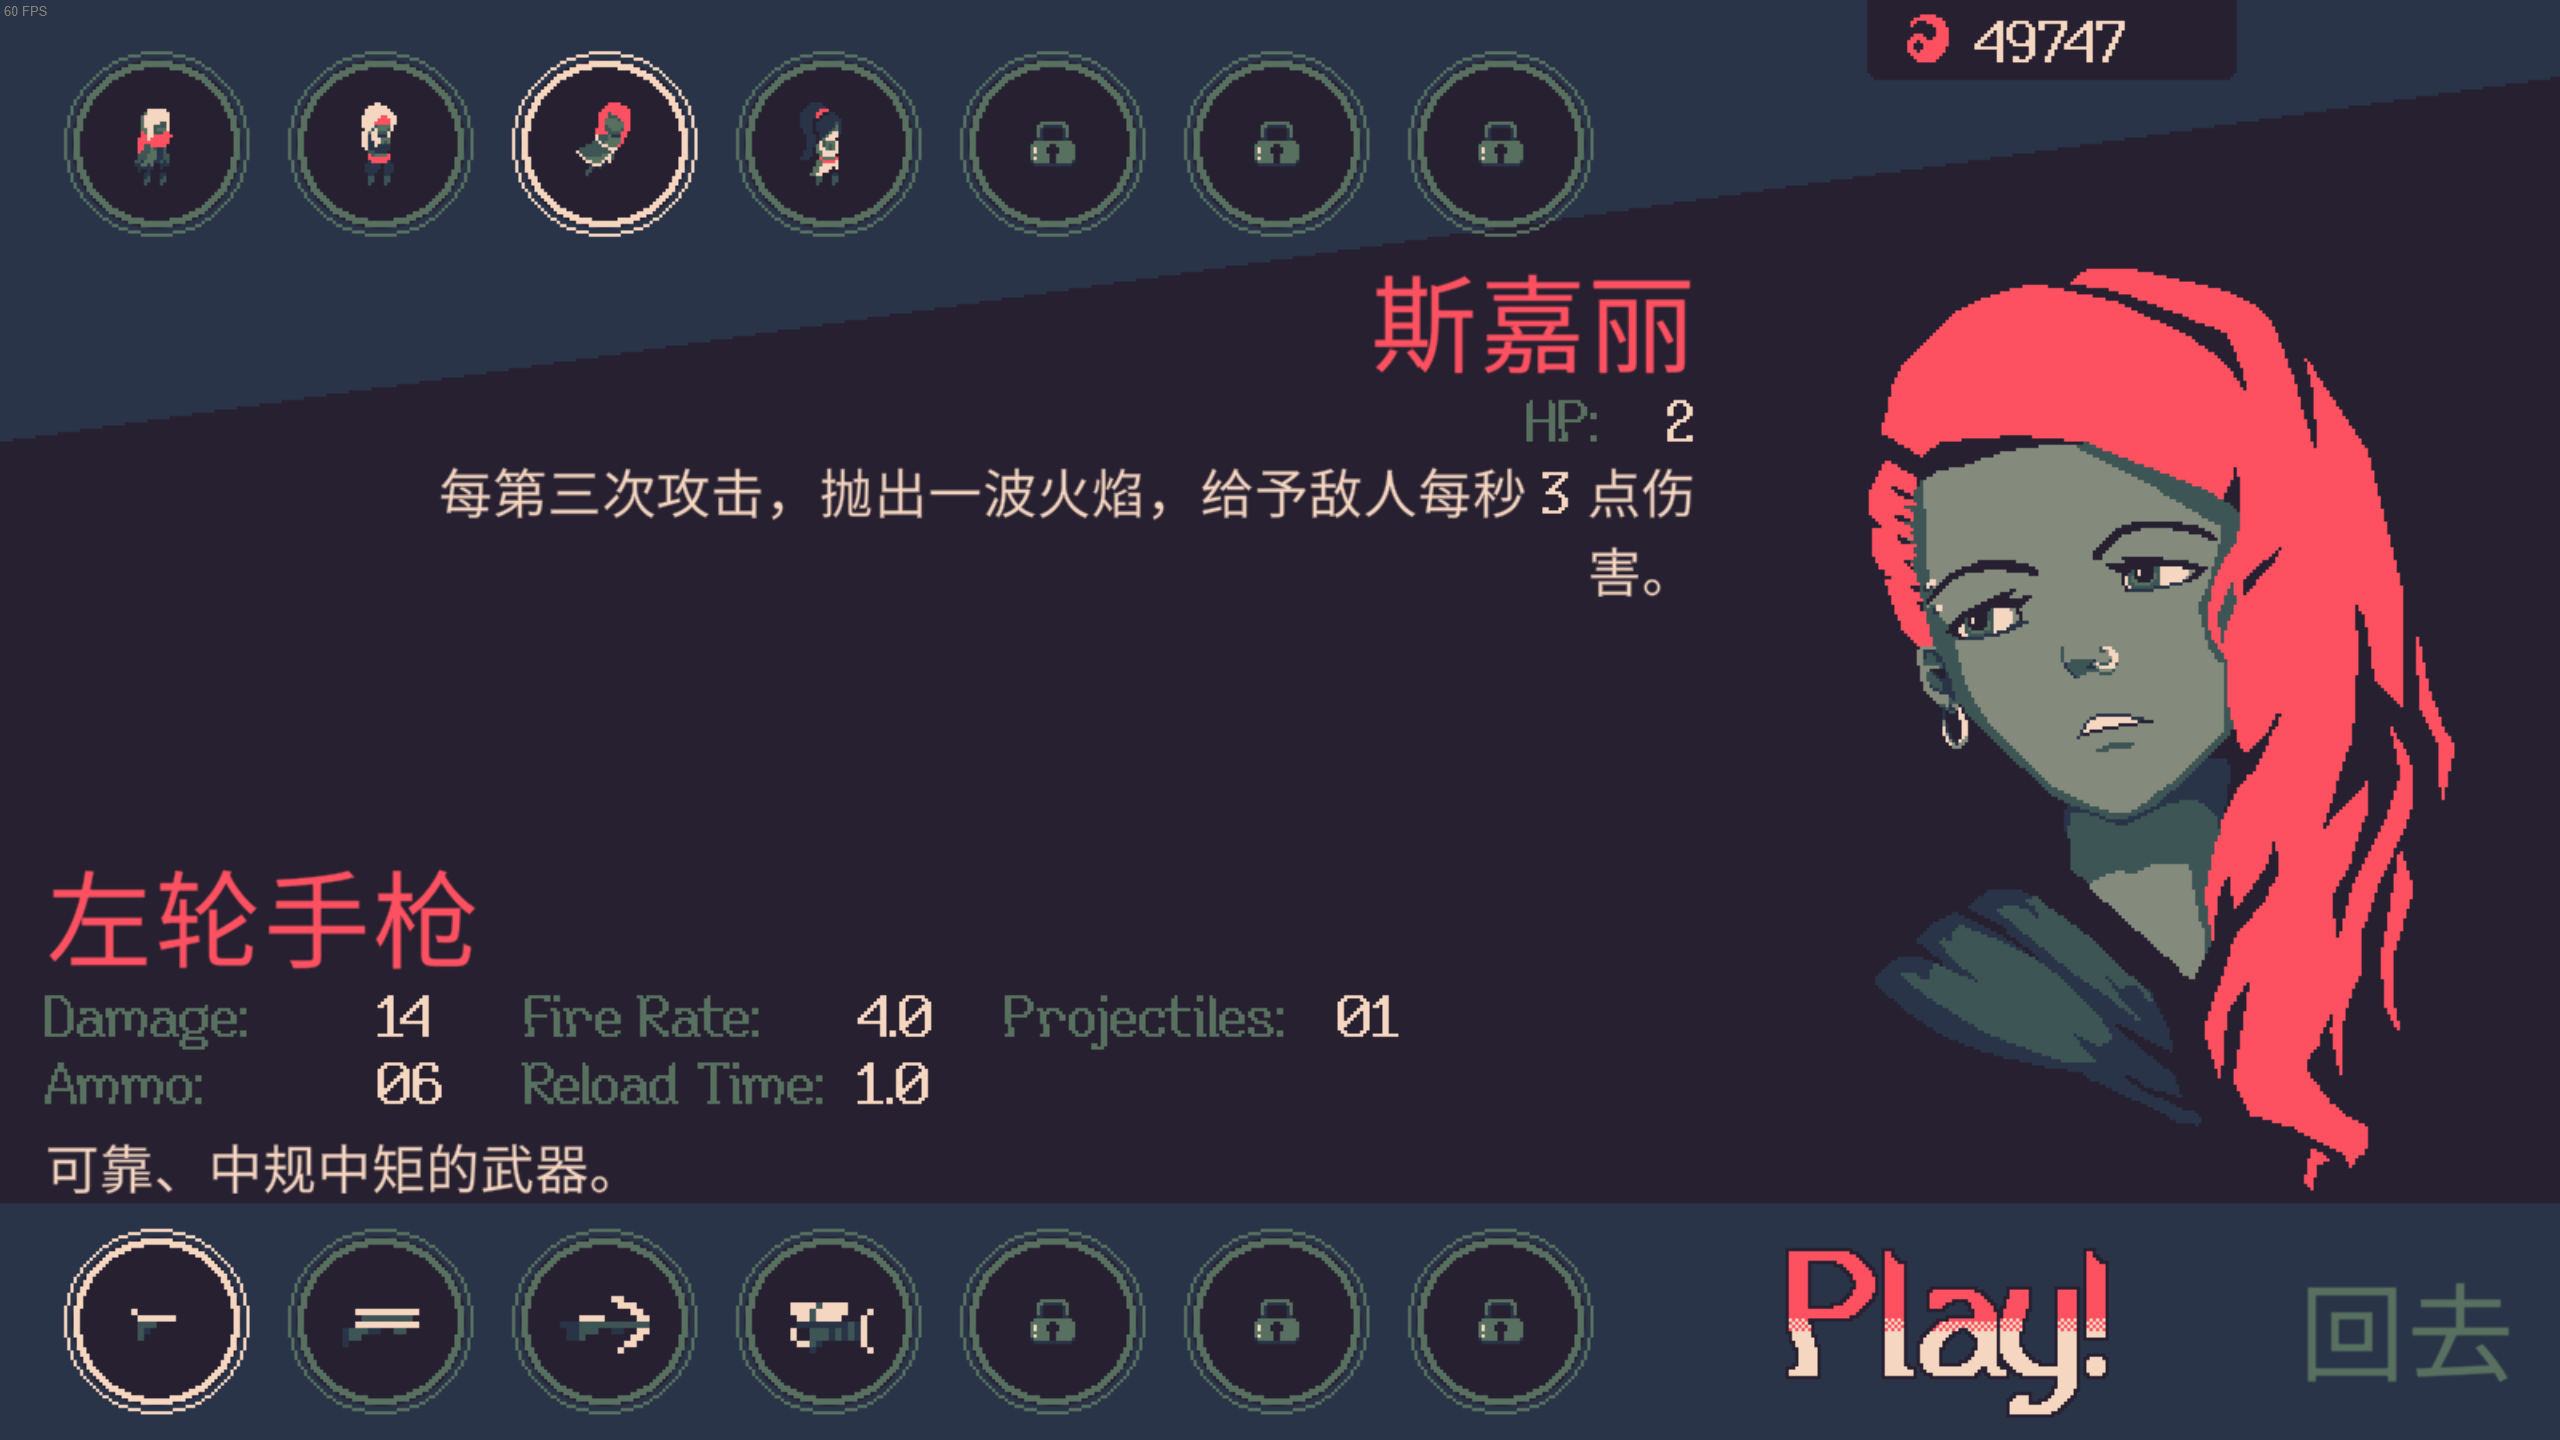 60 FPS
49747
斯嘉丽
HP: 2
每第三次攻击，抛出一波火焰，给予敌人每秒 3 点伤
害。
左轮手枪
Damage: 14 Fire Rate: 4.0 Projectiles: 01
Ammo: 06 Reload Time: 1.0
可靠、中规中矩的武器。
Play!
回去